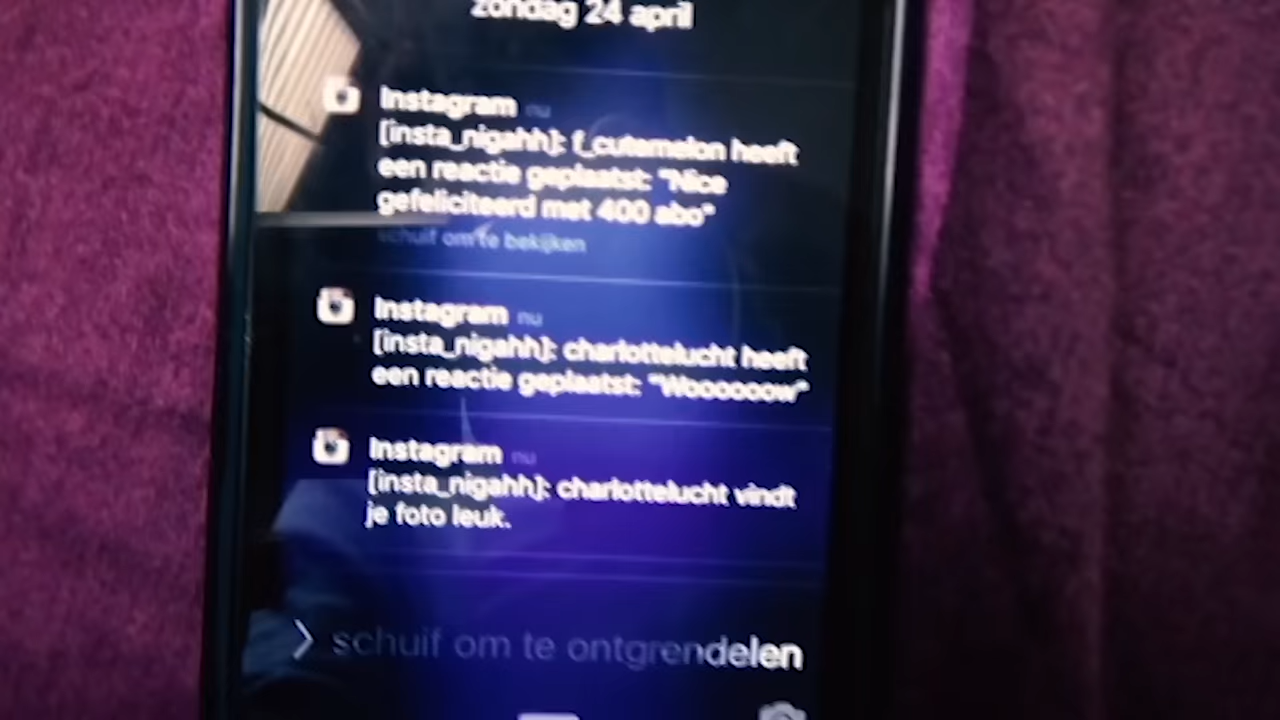 zondag 24 april
Instagram nu
[insta_nigahh]: f_cutemelon heeft
een reactie geplaatst: "Nice
gefeliciteerd met 400 abo"
schuif om te bekijken
Instagram nu
[insta_nigahh]: charlottelucht heeft
een reactie geplaatst: "Woooooow"
Instagram nu
[insta_nigahh]: charlottelucht vindt
je foto leuk.
schuif om te ontgrendelen